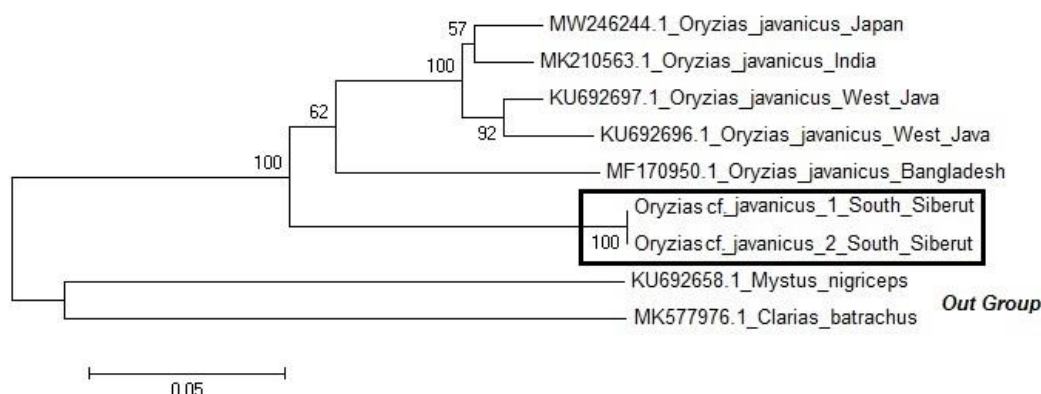 57
MW246244.1_Oryzias_javanicus_Japan
100
MK210563.1_Oryzias_javanicus_India
KU692697.1_Oryzias_javanicus_West_Java
62
92
KU692696.1_Oryzias_javanicus_West_Java
100
MF170950.1_Oryzias_javanicus_Bangladesh
Oryzias cf._javanicus_1_South_Siberut
100
Oryzias cf._javanicus_2_South_Siberut
KU692658.1_Mystus_nigriceps
Out Group
MK577976.1_Clarias_batrachus
0.05